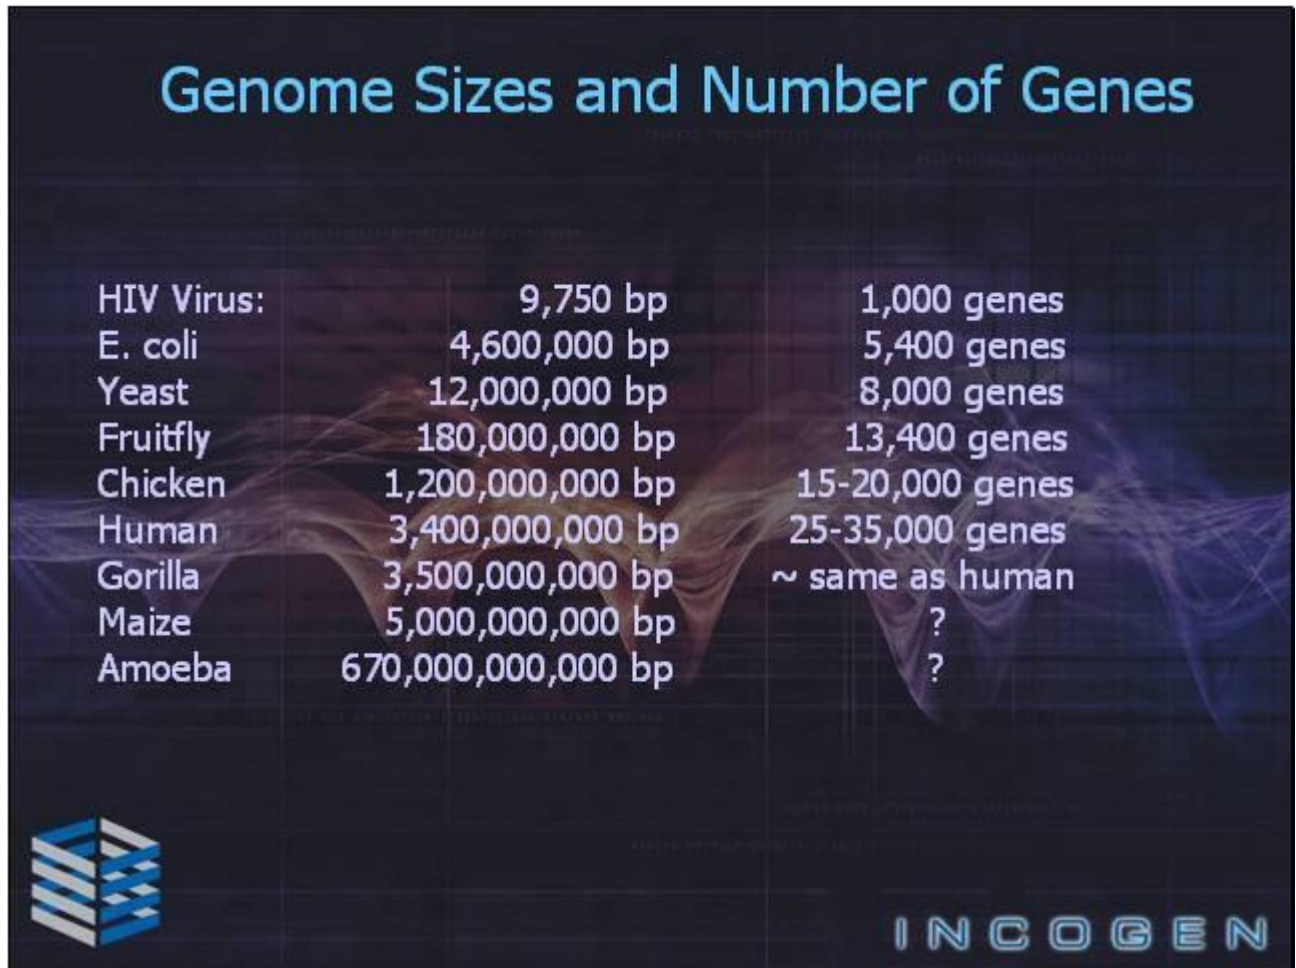 Genome Sizes and Number of Genes
HIV Virus: 9,750 bp 1,000 genes
E. coli 4,600,000 bp 5,400 genes
Yeast 12,000,000 bp 8,000 genes
Fruitfly 180,000,000 bp 13,400 genes
Chicken 1,200,000,000 bp 15-20,000 genes
Human 3,400,000,000 bp 25-35,000 genes
Gorilla 3,500,000,000 bp ~ same as human
Maize 5,000,000,000 bp ?
Amoeba 670,000,000,000 bp ?
INCOGEN